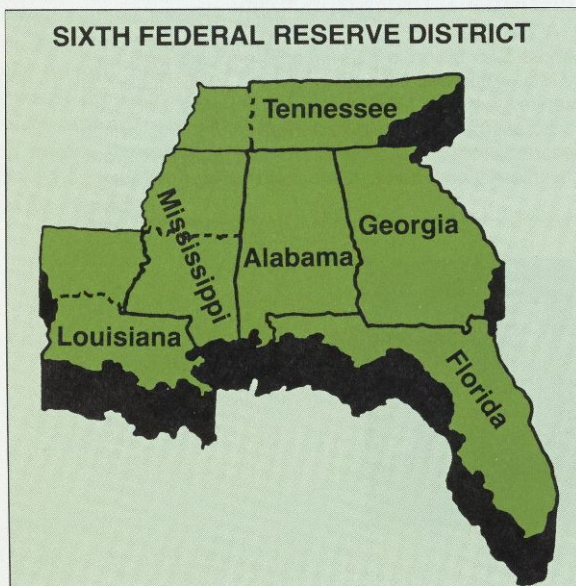 SIXTH FEDERAL RESERVE DISTRICT
Tennessee
Mississippi
Alabama
Georgia
Louisiana
Florida